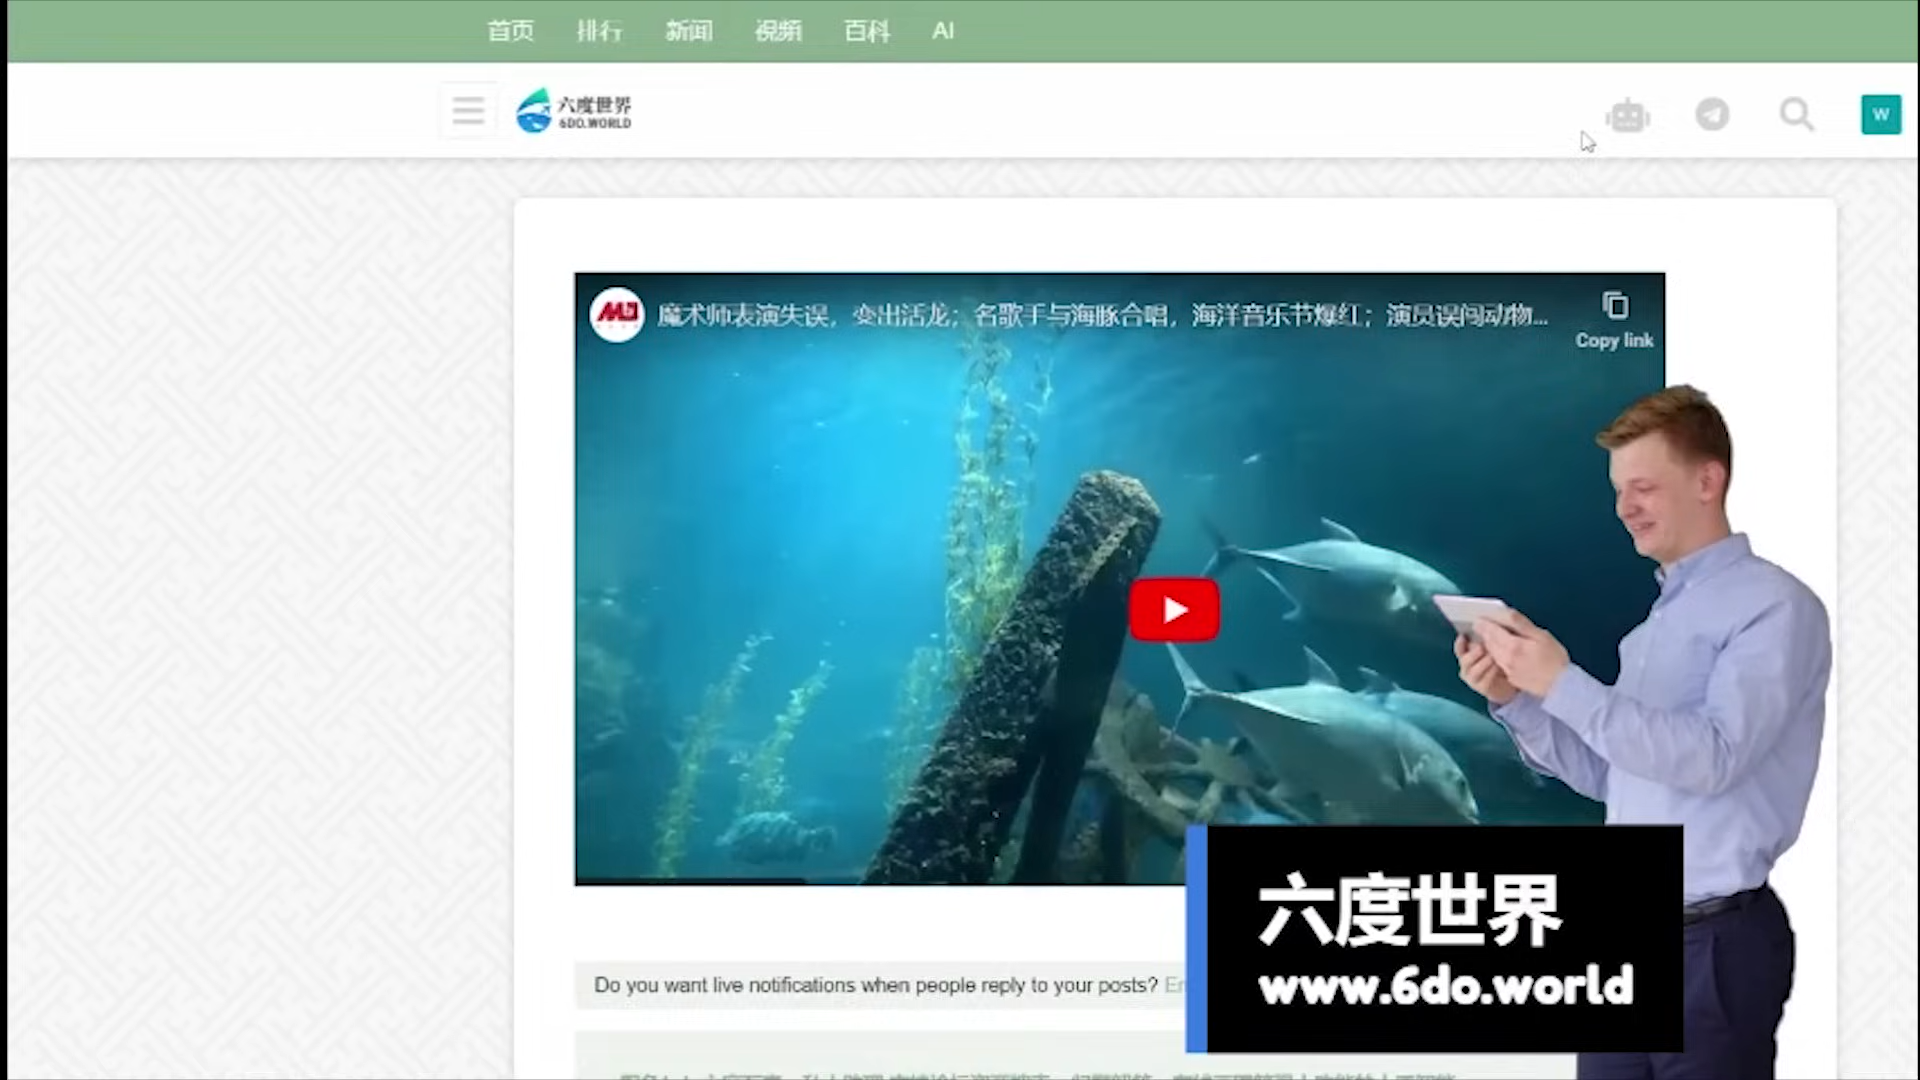 首页 排行 新闻 視頻 百科 AI
六度世界
6DO.WORLD
W
魔术师表演失误，变出活龙；名歌手与海豚合唱，海洋音乐节爆红；演员误闯动物...
Copy link
Do you want live notifications when people reply to your posts?
六度世界
www.6do.world